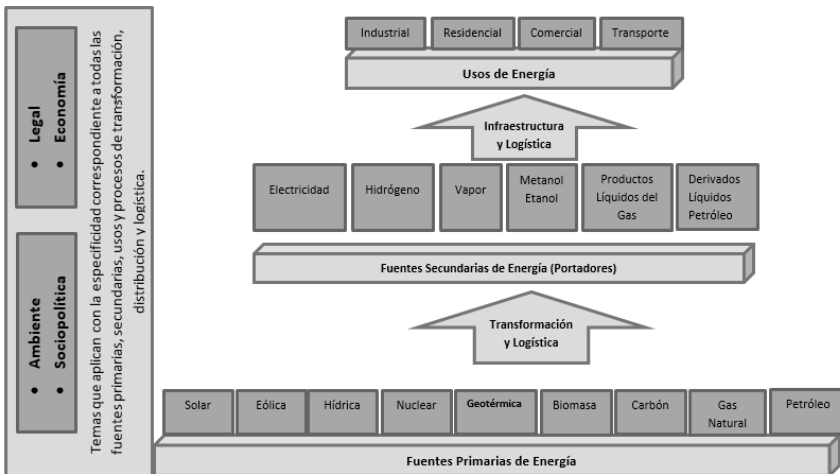 Legal
Economía
Ambiente
Sociopolítica
Temas que aplican con la especificidad correspondiente a todas las
fuentes primarias, secundarias, usos y procesos de transformación,
distribución y logística.
Industrial
Residencial
Comercial
Transporte
Usos de Energía
Infraestructura
y Logística
Electricidad
Hidrógeno
Vapor
Metanol
Etanol
Productos
Líquidos del
Gas
Derivados
Líquidos
Petróleo
Fuentes Secundarias de Energía (Portadores)
Transformación
y Logística
Solar
Eólica
Hídrica
Nuclear
Geotérmica
Biomasa
Carbón
Gas
Natural
Petróleo
Fuentes Primarias de Energía